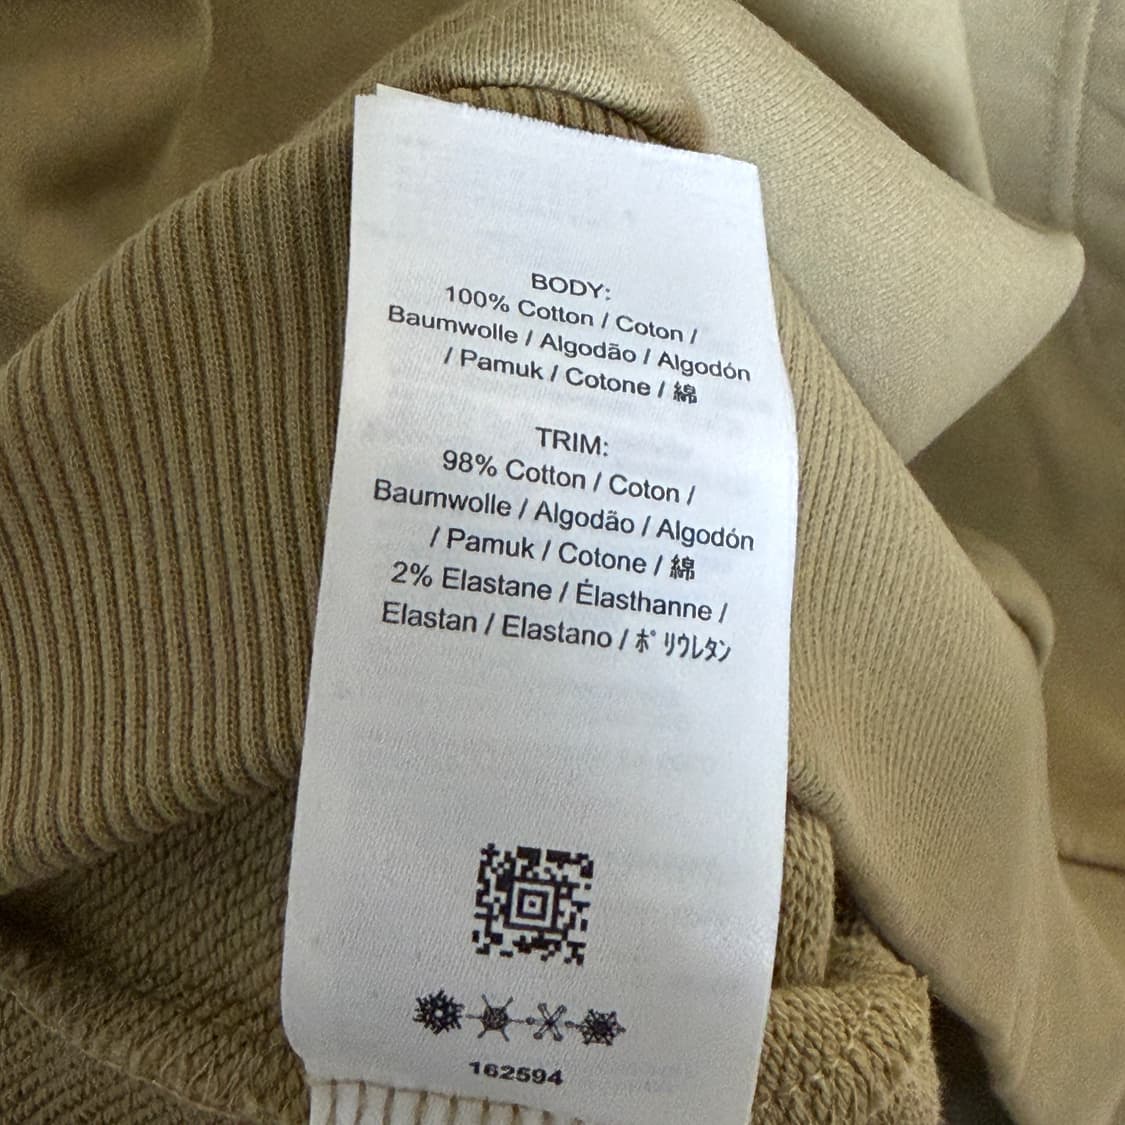 BODY:
100% Cotton / Coton /
Baumwolle / Algodão / Algodón
/ Pamuk / Cotone / 綿
TRIM:
98% Cotton / Coton /
Baumwolle / Algodão / Algodón
/ Pamuk / Cotone / 綿
2% Elastane / Élasthanne /
Elastan / Elastano / ﾎﾟﾘｳﾚﾀﾝ
162594